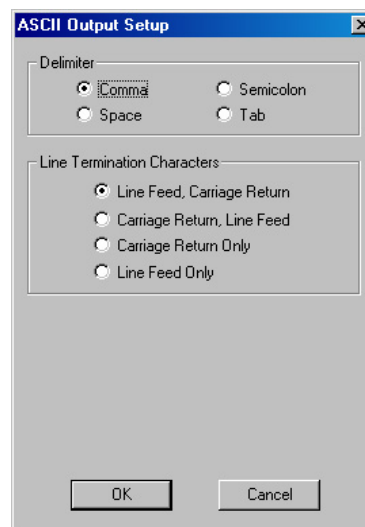 ASCII Output Setup
Delimiter
Comma
Semicolon
Space
Tab
Line Termination Characters
Line Feed, Carriage Return
Carriage Return, Line Feed
Carriage Return Only
Line Feed Only
OK
Cancel